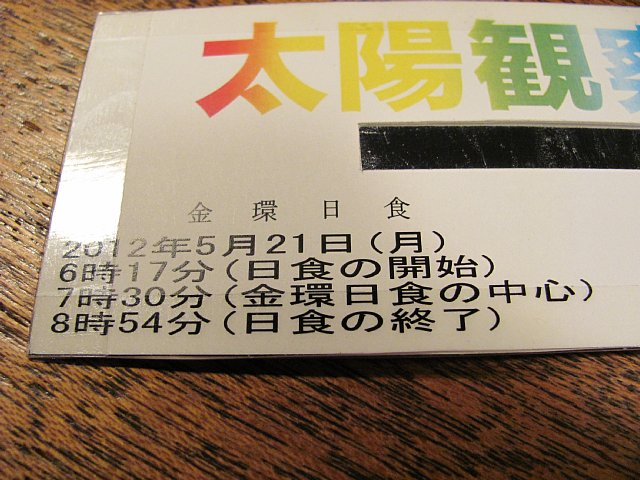 太陽観察
金環日食
2012年5月21日(月)
6時17分(日食の開始)
7時30分(金環日食の中心)
8時54分(日食の終了)